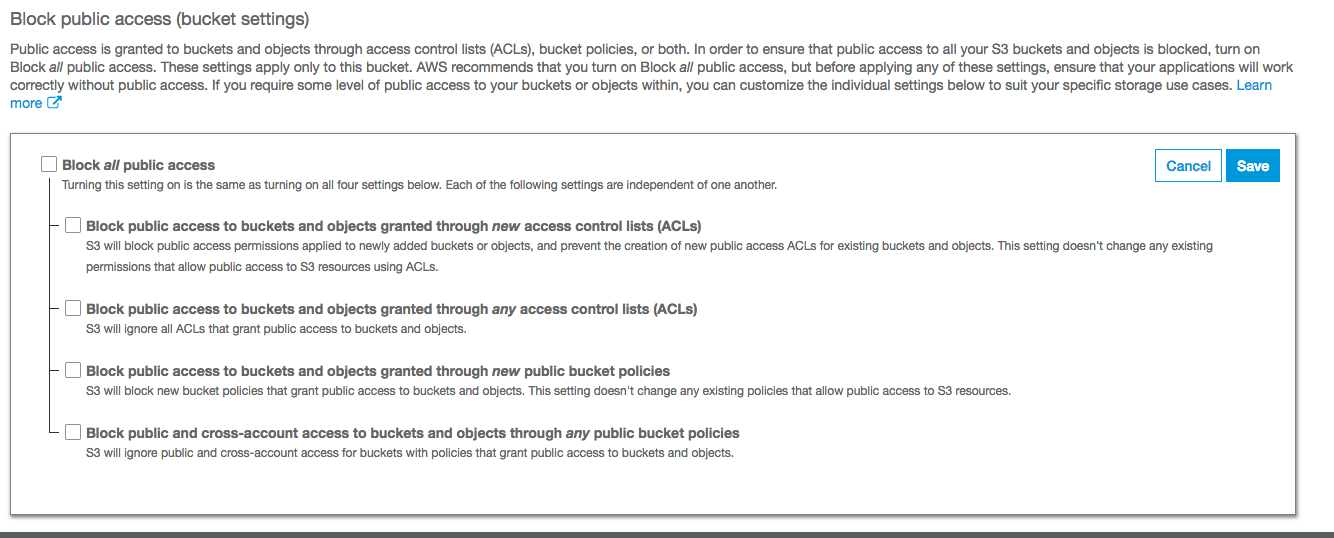 Block public access (bucket settings)
Public access is granted to buckets and objects through access control lists (ACLs), bucket policies, or both. In order to ensure that public access to all your S3 buckets and objects is blocked, turn on
Block all public access. These settings apply only to this bucket. AWS recommends that you turn on Block all public access, but before applying any of these settings, ensure that your applications will work
correctly without public access. If you require some level of public access to your buckets or objects within, you can customize the individual settings below to suit your specific storage use cases. Learn
more
Block all public access
Cancel
Save
Turning this setting on is the same as turning on all four settings below. Each of the following settings are independent of one another.
Block public access to buckets and objects granted through new access control lists (ACLs)
S3 will block public access permissions applied to newly added buckets or objects, and prevent the creation of new public access ACLs for existing buckets and objects. This setting doesn't change any existing
permissions that allow public access to S3 resources using ACLs.
Block public access to buckets and objects granted through any access control lists (ACLs)
S3 will ignore all ACLs that grant public access to buckets and objects.
Block public access to buckets and objects granted through new public bucket policies
S3 will block new bucket policies that grant public access to buckets and objects. This setting doesn't change any existing policies that allow public access to S3 resources.
Block public and cross-account access to buckets and objects through any public bucket policies
S3 will ignore public and cross-account access for buckets with policies that grant public access to buckets and objects.